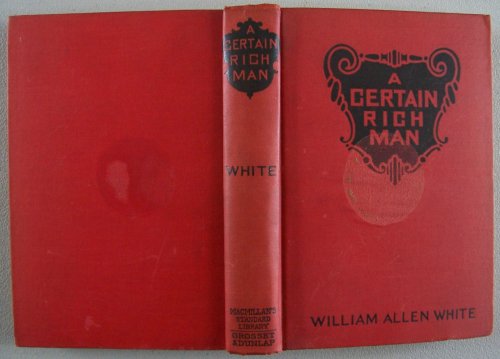 A
CERTAIN
RICH
MAN
WHITE
MACMILLAN'S
STANDARD
LIBRARY
GROSSET
& DUNLAP
A
CERTAIN
RICH
MAN
WILLIAM ALLEN WHITE